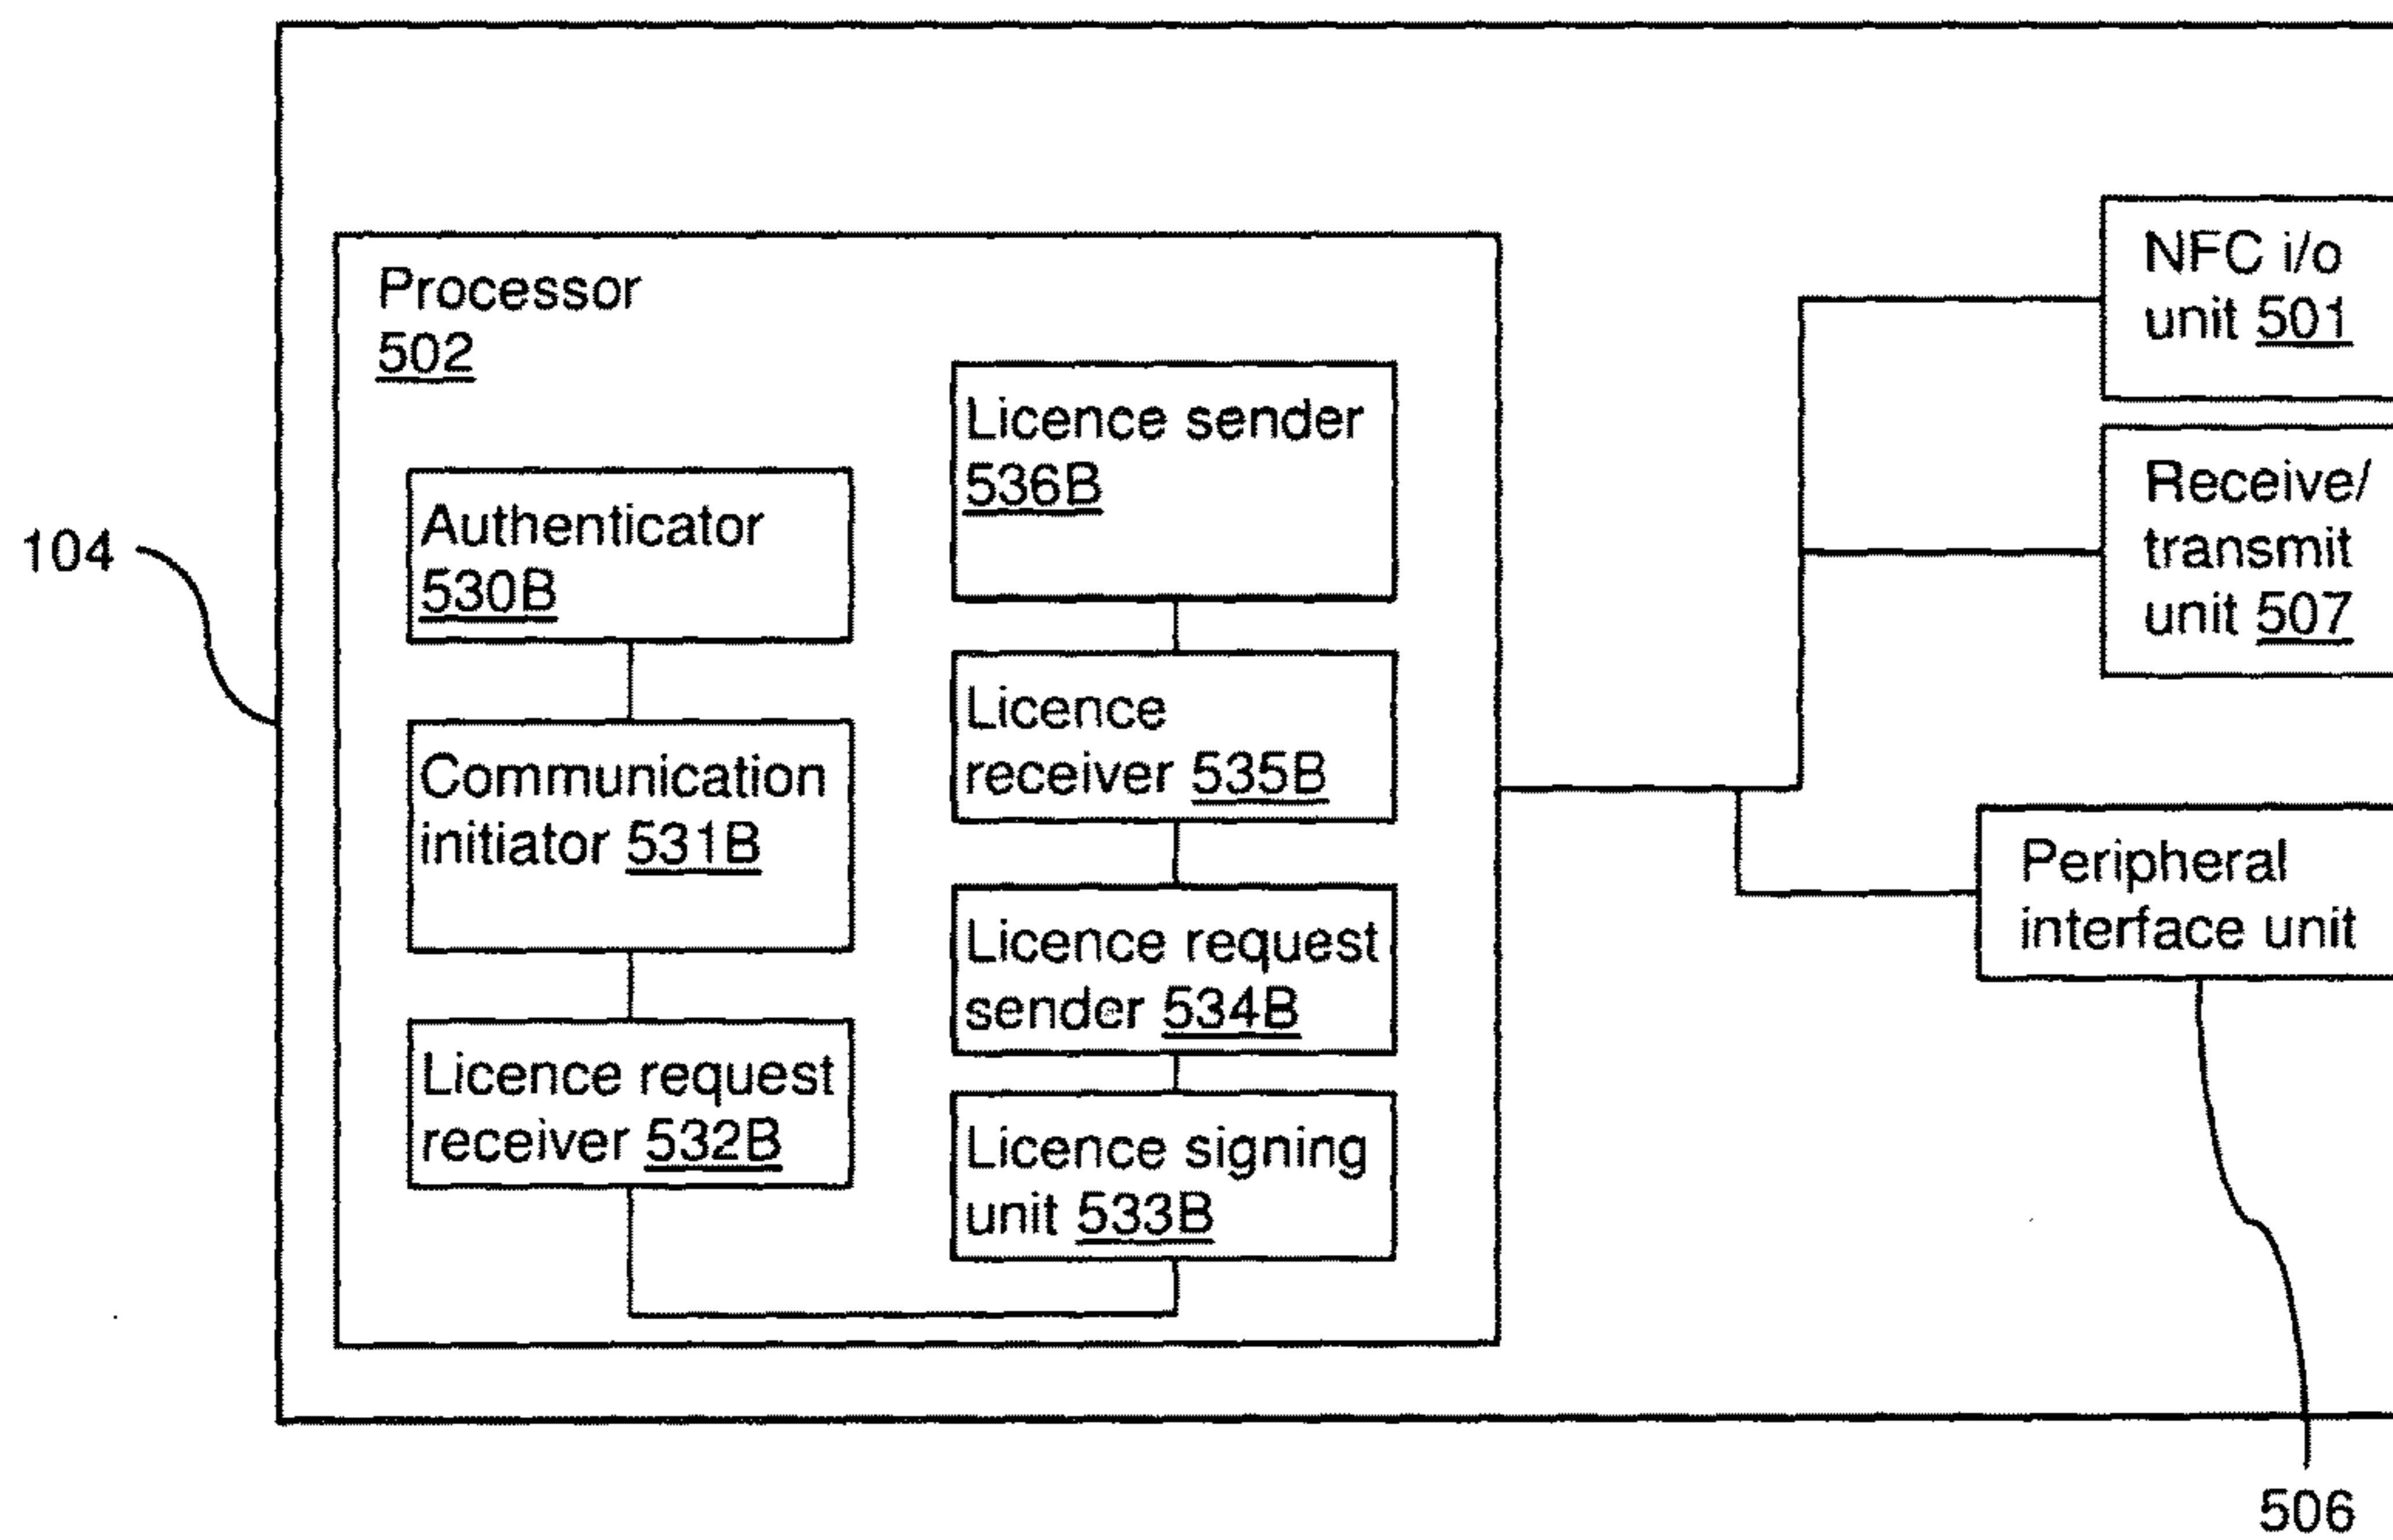 Processor
502
Authenticator
530B
Communication
initiator 531B
Licence request
receiver 532B
Licence sender
536B
Licence
receiver 535B
Licence request
sender 534B
Licence signing
unit 533B
NFC i/o
unit 501
Receive/
transmit
unit 507
Peripheral
interface unit
104
506